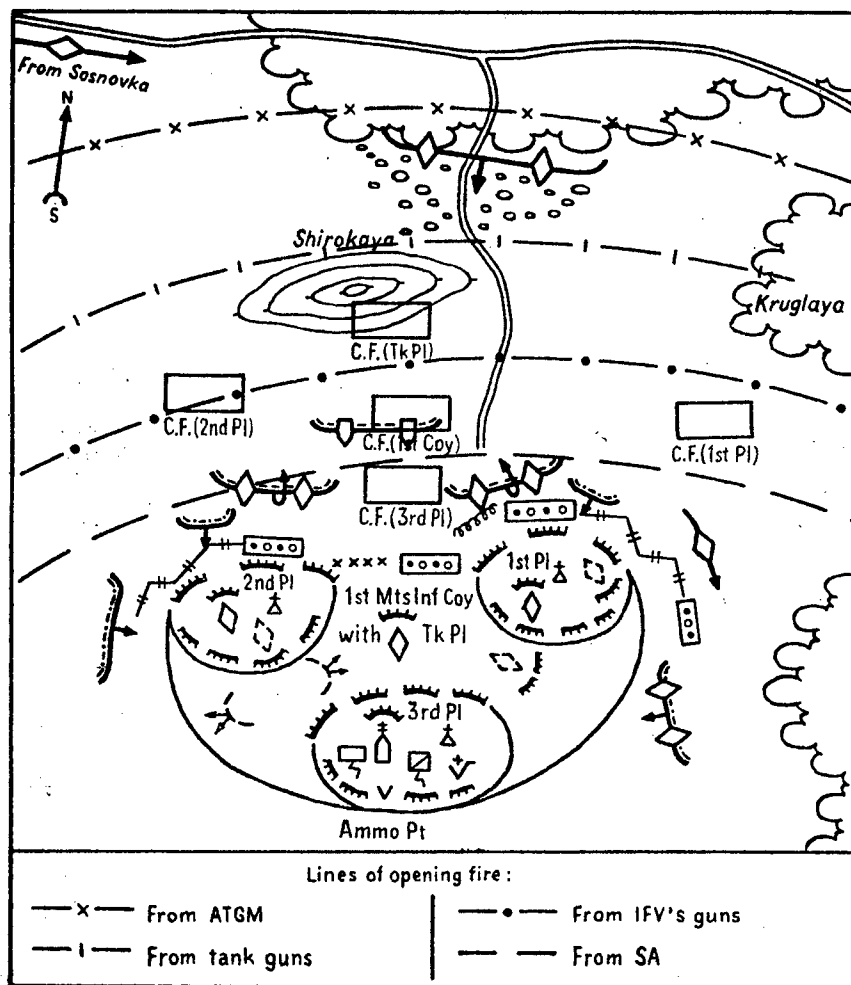 From Sosnovka
N
S
Shirokaya
Kruglaya
C.F.(Tk Pl)
C.F.(2nd Pl)
C.F.(1st Coy)
C.F.(1st Pl)
C.F.(3rd Pl)
2nd Pl
1st Pl
1st Mts Inf Coy
with Tk Pl
3rd Pl
Ammo Pt
Lines of opening fire:
From ATGM
From IFV's guns
From tank guns
From SA